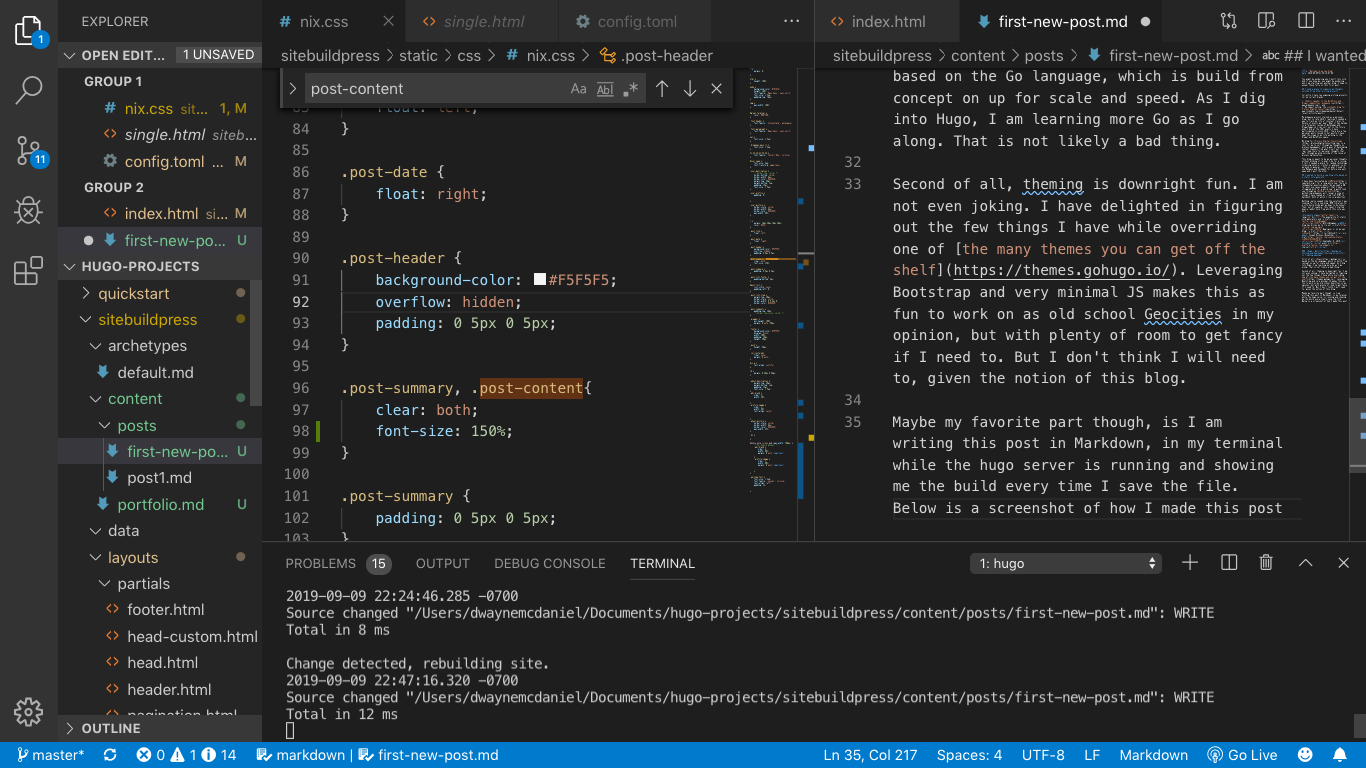 EXPLORER
OPEN EDIT... 1 UNSAVED
GROUP 1
nix.css sit... 1, M
single.html siteb...
config.toml ... M
GROUP 2
index.html si... M
first-new-po... U
HUGO-PROJECTS
quickstart
sitebuildpress
archetypes
default.md
content
posts
first-new-po... U
post1.md
portfolio.md U
data
layouts
partials
footer.html
head-custom.html
head.html
header.html
pagination.html
OUTLINE
1
11
nix.css
single.html
config.toml
sitebuildpress > static > css > nix.css > .post-header
post-content
Aa Abl .*
83 float: left;
84 }
85
86 .post-date {
87 float: right;
88 }
89
90 .post-header {
91 background-color: #F5F5F5;
92 overflow: hidden;
93 padding: 0 5px 0 5px;
94 }
95
96 .post-summary, .post-content{
97 clear: both;
98 font-size: 150%;
99 }
100
101 .post-summary {
102 padding: 0 5px 0 5px;
103 }
index.html
first-new-post.md
sitebuildpress > content > posts > first-new-post.md > abc ## I wanted
based on the Go language, which is build from
concept on up for scale and speed. As I dig
into Hugo, I am learning more Go as I go
along. That is not likely a bad thing.
32
33 Second of all, theming is downright fun. I am
not even joking. I have delighted in figuring
out the few things I have while overriding
one of [the many themes you can get off the
shelf](https://themes.gohugo.io/). Leveraging
Bootstrap and very minimal JS makes this as
fun to work on as old school Geocities in my
opinion, but with plenty of room to get fancy
if I need to. But I don't think I will need
to, given the notion of this blog.
34
35 Maybe my favorite part though, is I am
writing this post in Markdown, in my terminal
while the hugo server is running and showing
me the build every time I save the file.
Below is a screenshot of how I made this post
PROBLEMS 15 OUTPUT DEBUG CONSOLE TERMINAL 1: hugo
2019-09-09 22:24:46.285 -0700
Source changed "/Users/dwaynemcdaniel/Documents/hugo-projects/sitebuildpress/content/posts/first-new-post.md": WRITE
Total in 8 ms
Change detected, rebuilding site.
2019-09-09 22:47:16.320 -0700
Source changed "/Users/dwaynemcdaniel/Documents/hugo-projects/sitebuildpress/content/posts/first-new-post.md": WRITE
Total in 12 ms
master* 0 1 14 markdown | first-new-post.md Ln 35, Col 217 Spaces: 4 UTF-8 LF Markdown Go Live